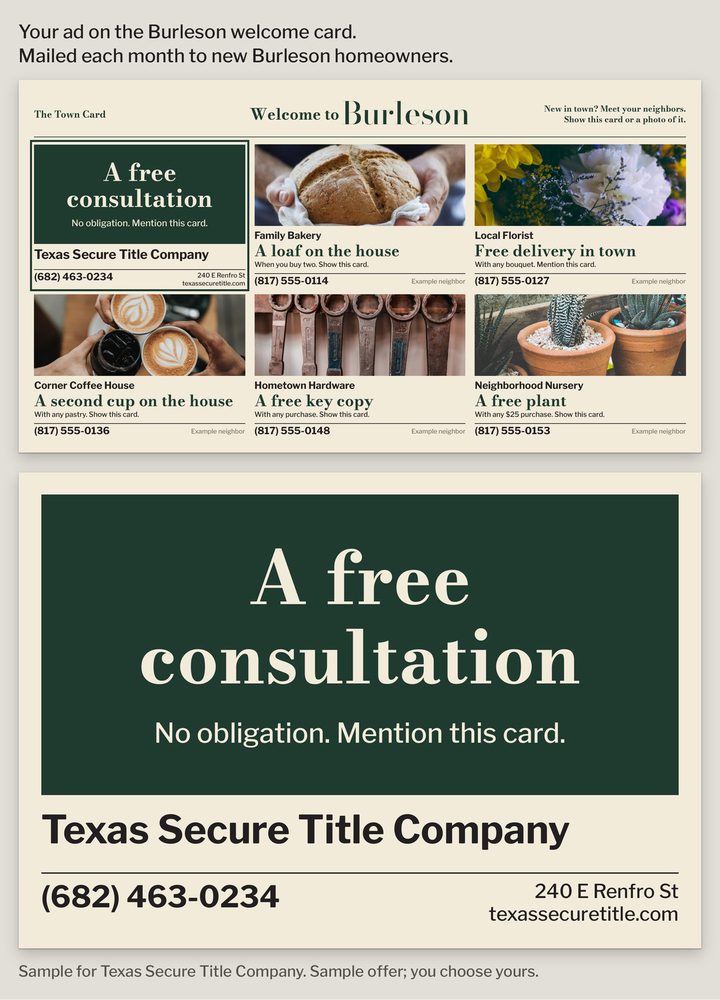 Your ad on the Burleson welcome card.
Mailed each month to new Burleson homeowners.
The Town Card
Welcome to Burleson
New in town? Meet your neighbors.
Show this card or a photo of it.
A free
consultation
No obligation. Mention this card.
Texas Secure Title Company
(682) 463-0234
240 E Renfro St
texassecuretitle.com
Family Bakery
A loaf on the house
When you buy two. Show this card.
(817) 555-0114
Example neighbor
Local Florist
Free delivery in town
With any bouquet. Mention this card.
(817) 555-0127
Example neighbor
Corner Coffee House
A second cup on the house
With any pastry. Show this card.
(817) 555-0136
Example neighbor
Hometown Hardware
A free key copy
With any purchase. Show this card.
(817) 555-0148
Example neighbor
Neighborhood Nursery
A free plant
With any $25 purchase. Show this card.
(817) 555-0153
Example neighbor
A free
consultation
No obligation. Mention this card.
Texas Secure Title Company
(682) 463-0234
240 E Renfro St
texassecuretitle.com
Sample for Texas Secure Title Company. Sample offer; you choose yours.